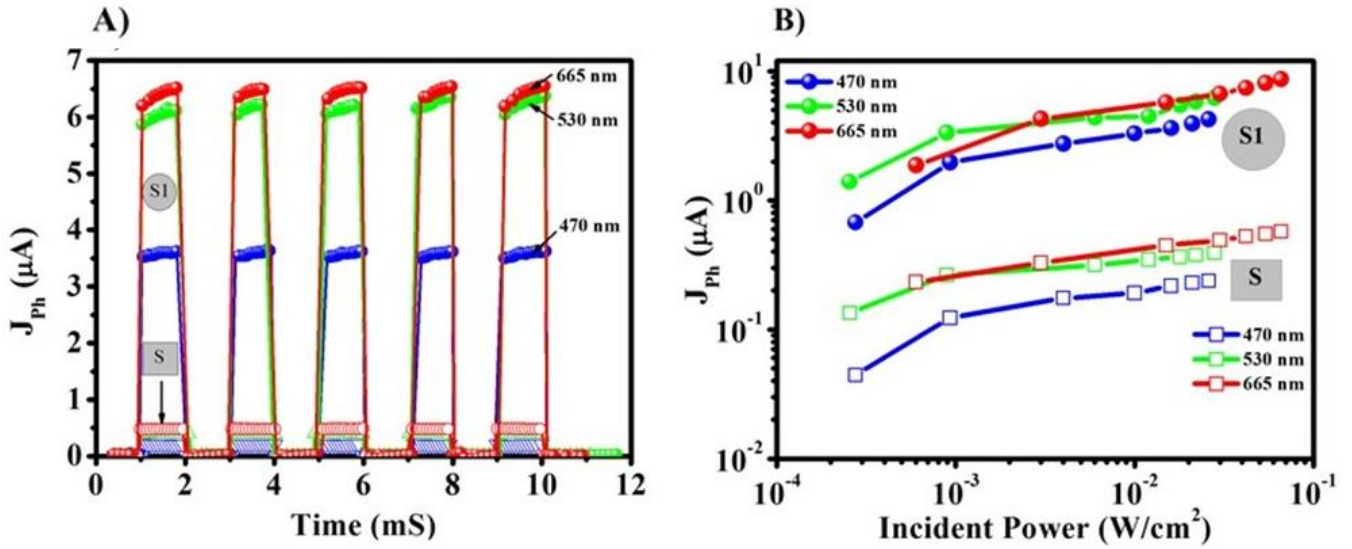 A)
7
6
5
4
3
2
1
0
J_Ph (μA)
665 nm
530 nm
470 nm
S1
S
0 2 4 6 8 10 12
Time (mS)
B)
10^1
10^0
10^-1
10^-2
J_Ph (μA)
470 nm
530 nm
665 nm
S1
S
470 nm
530 nm
665 nm
10^-4 10^-3 10^-2 10^-1
Incident Power (W/cm²)